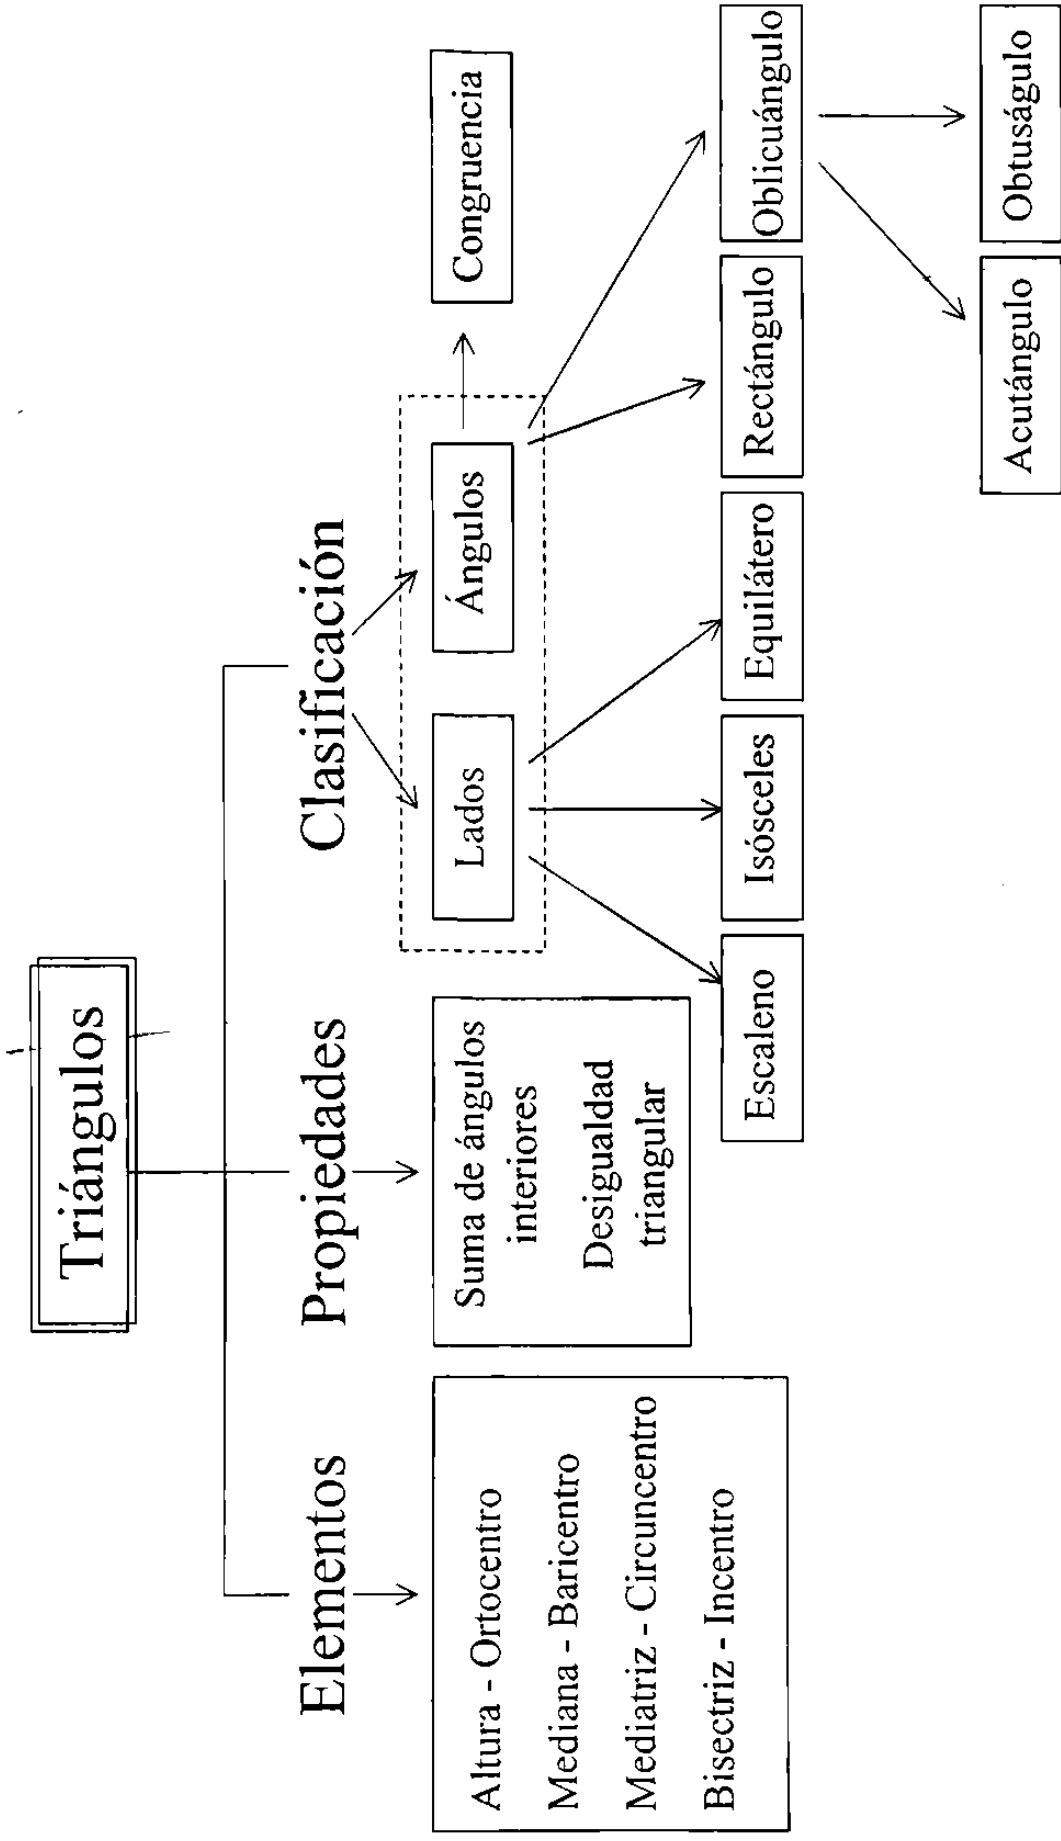 Triángulos
Elementos
Propiedades
Clasificación
Altura - Ortocentro
Mediana - Baricentro
Mediatriz - Circuncentro
Bisectriz - Incentro
Suma de ángulos
interiores
Desigualdad
triangular
Lados
Ángulos
Congruencia
Escaleno
Isósceles
Equilátero
Rectángulo
Oblicuángulo
Acutángulo
Obtuságulo